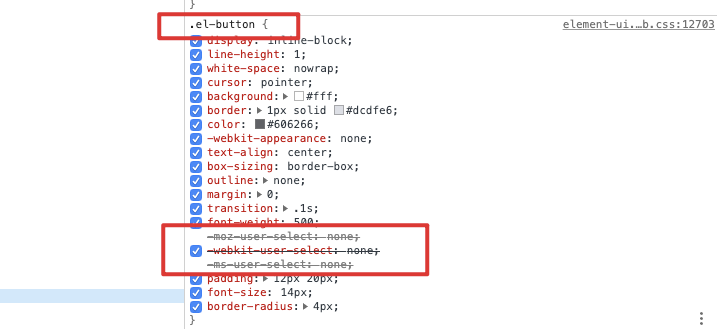 }
.el-button {
element-ui.…b.css:12703
display: inline-block;
line-height: 1;
white-space: nowrap;
cursor: pointer;
background: #fff;
border: 1px solid #dcdfe6;
color: #606266;
-webkit-appearance: none;
text-align: center;
box-sizing: border-box;
outline: none;
margin: 0;
transition: .1s;
font-weight: 500;
-moz-user-select: none;
-webkit-user-select: none;
-ms-user-select: none;
padding: 12px 20px;
font-size: 14px;
border-radius: 4px;
}